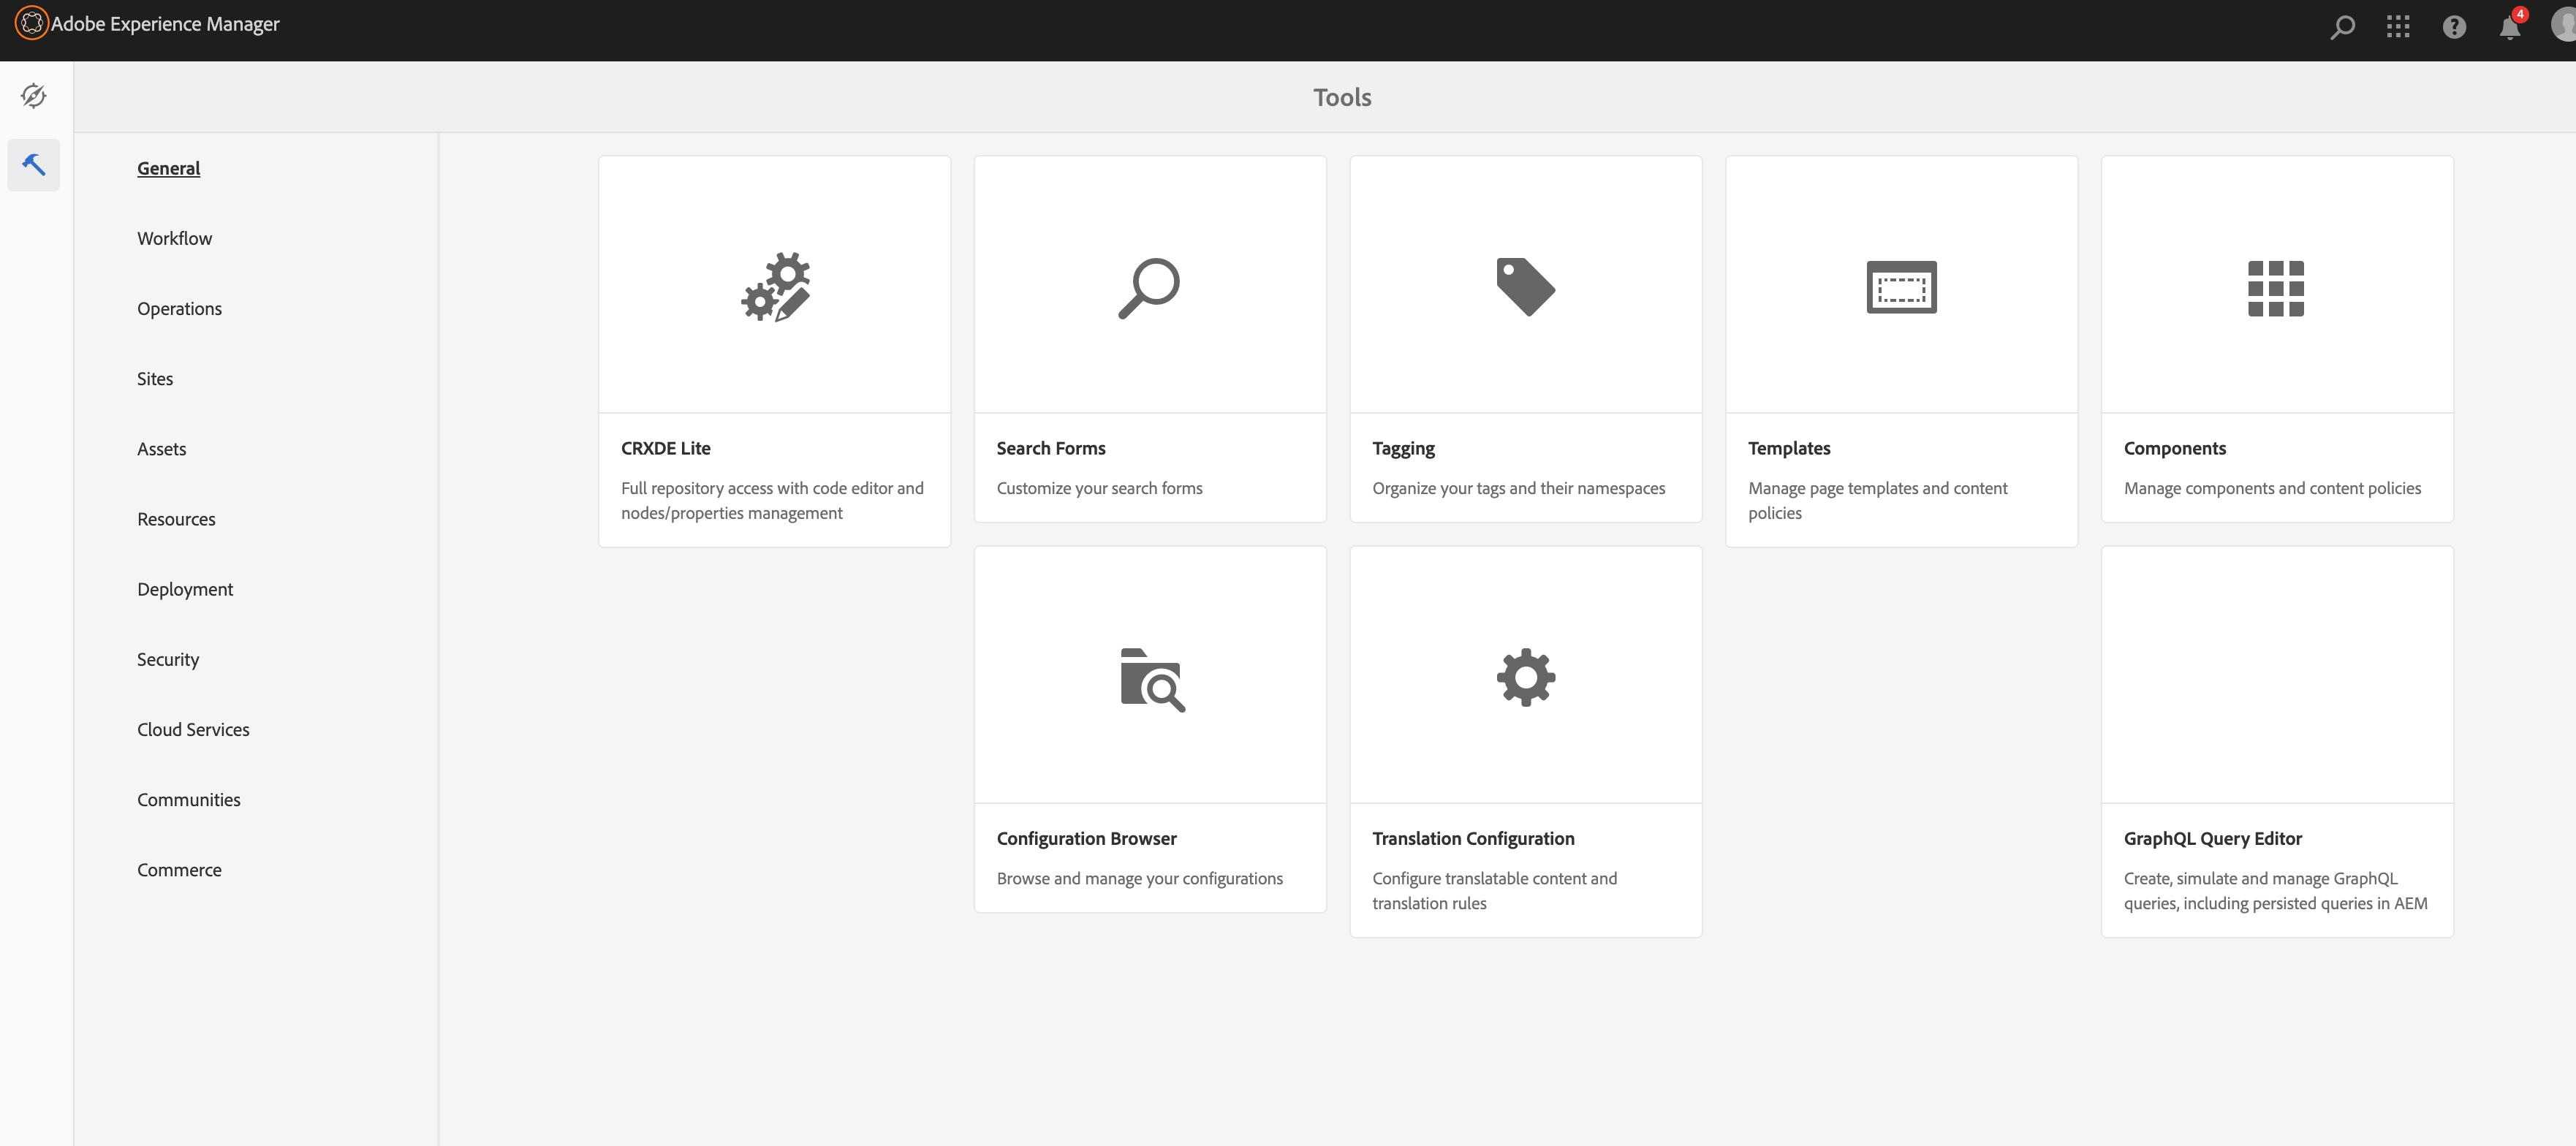 Adobe Experience Manager
4
Tools
General
Workflow
Operations
Sites
Assets
Resources
Deployment
Security
Cloud Services
Communities
Commerce
CRXDE Lite
Full repository access with code editor and
nodes/properties management
Search Forms
Customize your search forms
Tagging
Organize your tags and their namespaces
Templates
Manage page templates and content
policies
Components
Manage components and content policies
Configuration Browser
Browse and manage your configurations
Translation Configuration
Configure translatable content and
translation rules
GraphQL Query Editor
Create, simulate and manage GraphQL
queries, including persisted queries in AEM